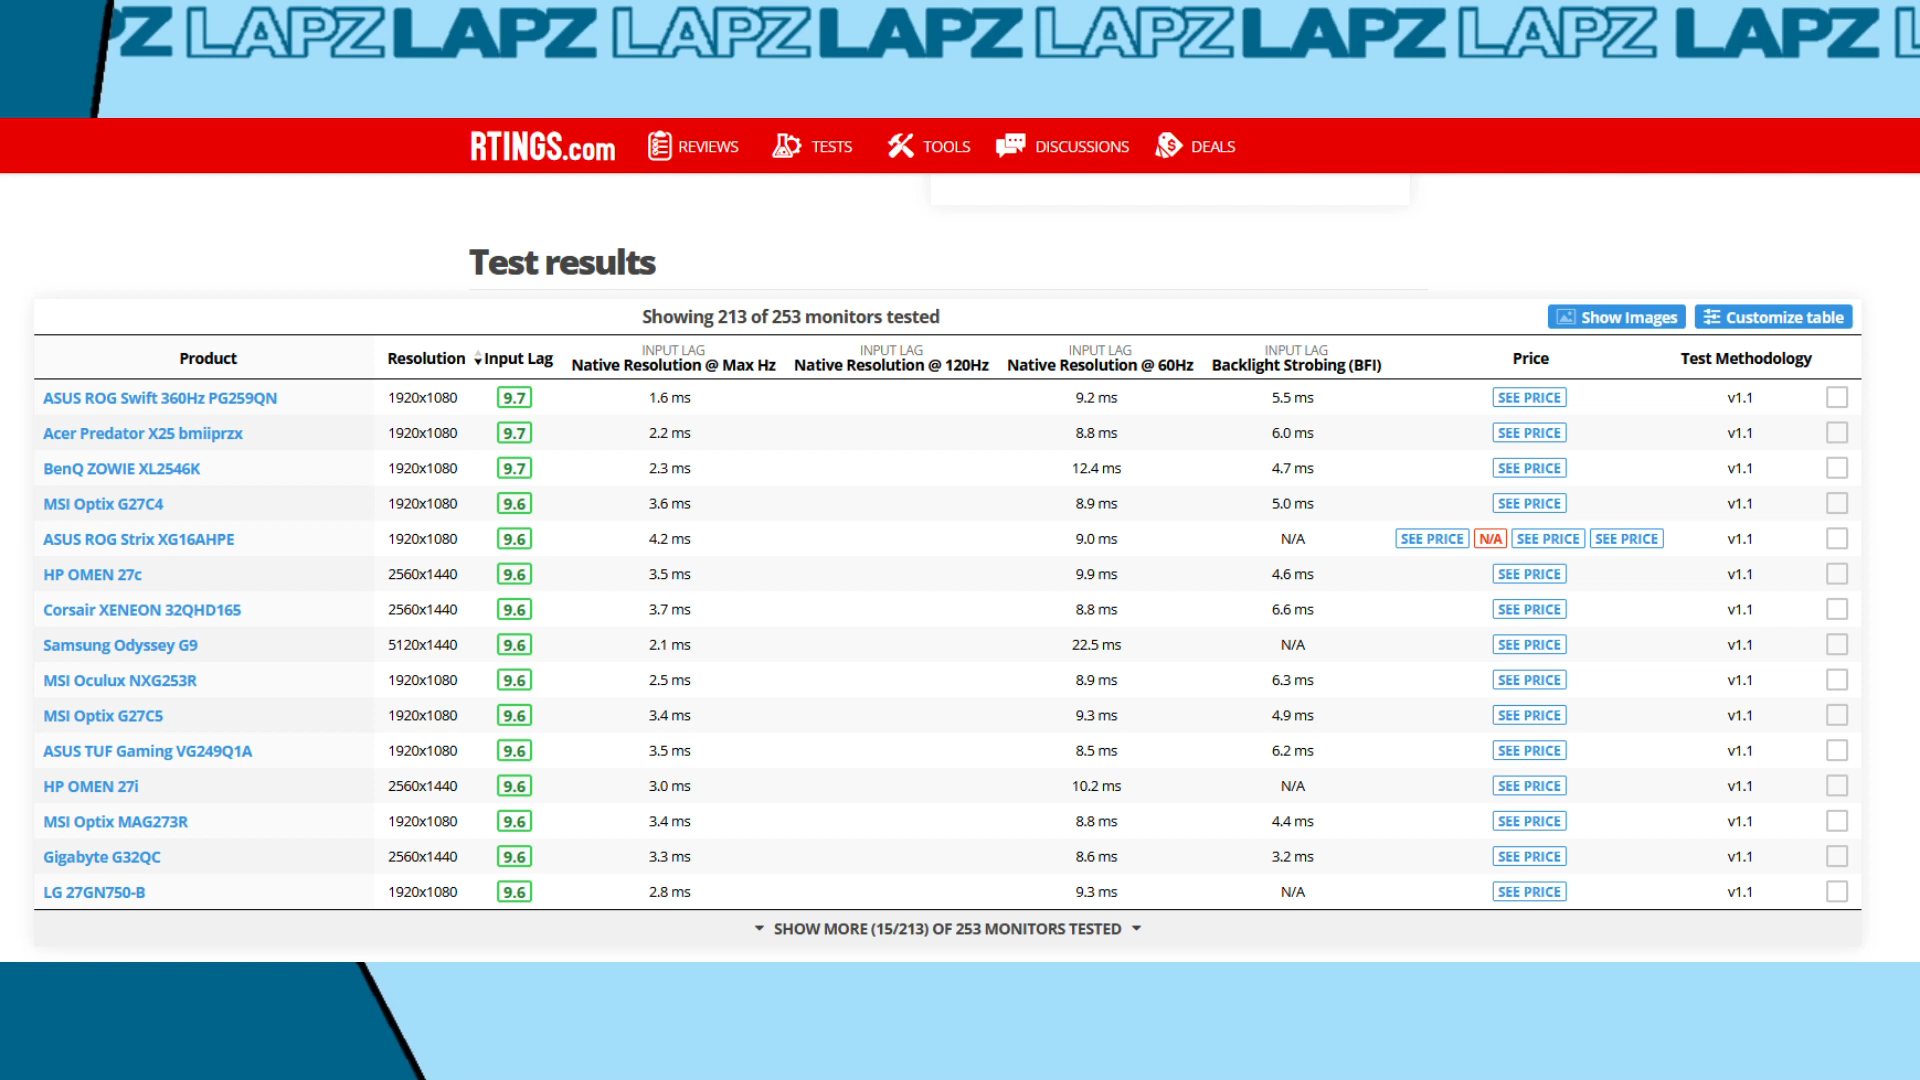 PZ LAPZ LAPZ LAPZ LAPZ LAPZ LAPZ LAPZ LAPZ L
RTINGS.com REVIEWS TESTS TOOLS DISCUSSIONS DEALS
Test results
Showing 213 of 253 monitors tested Show Images Customize table
Product Resolution Input Lag INPUT LAG Native Resolution @ Max Hz INPUT LAG Native Resolution @ 120Hz INPUT LAG Native Resolution @ 60Hz INPUT LAG Backlight Strobing (BFI) Price Test Methodology
ASUS ROG Swift 360Hz PG259QN 1920x1080 9.7 1.6 ms 9.2 ms 5.5 ms SEE PRICE v1.1
Acer Predator X25 bmiiprzx 1920x1080 9.7 2.2 ms 8.8 ms 6.0 ms SEE PRICE v1.1
BenQ ZOWIE XL2546K 1920x1080 9.7 2.3 ms 12.4 ms 4.7 ms SEE PRICE v1.1
MSI Optix G27C4 1920x1080 9.6 3.6 ms 8.9 ms 5.0 ms SEE PRICE v1.1
ASUS ROG Strix XG16AHPE 1920x1080 9.6 4.2 ms 9.0 ms N/A SEE PRICE N/A SEE PRICE SEE PRICE v1.1
HP OMEN 27c 2560x1440 9.6 3.5 ms 9.9 ms 4.6 ms SEE PRICE v1.1
Corsair XENEON 32QHD165 2560x1440 9.6 3.7 ms 8.8 ms 6.6 ms SEE PRICE v1.1
Samsung Odyssey G9 5120x1440 9.6 2.1 ms 22.5 ms N/A SEE PRICE v1.1
MSI Oculux NXG253R 1920x1080 9.6 2.5 ms 8.9 ms 6.3 ms SEE PRICE v1.1
MSI Optix G27C5 1920x1080 9.6 3.4 ms 9.3 ms 4.9 ms SEE PRICE v1.1
ASUS TUF Gaming VG249Q1A 1920x1080 9.6 3.5 ms 8.5 ms 6.2 ms SEE PRICE v1.1
HP OMEN 27i 2560x1440 9.6 3.0 ms 10.2 ms N/A SEE PRICE v1.1
MSI Optix MAG273R 1920x1080 9.6 3.4 ms 8.8 ms 4.4 ms SEE PRICE v1.1
Gigabyte G32QC 2560x1440 9.6 3.3 ms 8.6 ms 3.2 ms SEE PRICE v1.1
LG 27GN750-B 1920x1080 9.6 2.8 ms 9.3 ms N/A SEE PRICE v1.1
SHOW MORE (15/213) OF 253 MONITORS TESTED